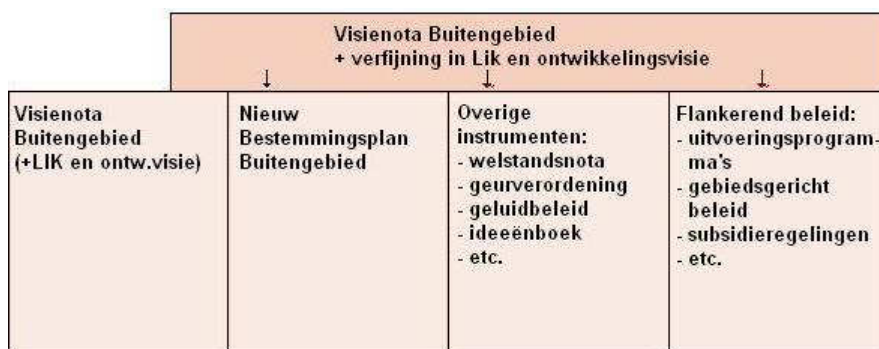 Visienota Buitengebied
+ verfijning in Lik en ontwikkelingsvisie
Visienota
Buitengebied
(+LIK en ontw.visie)
Nieuw
Bestemmingsplan
Buitengebied
Overige
instrumenten:
- welstandsnota
- geurverordening
- geluidbeleid
- ideeënboek
- etc.
Flankerend beleid:
- uitvoeringsprogram-
ma's
- gebiedsgericht
beleid
- subsidieregelingen
- etc.